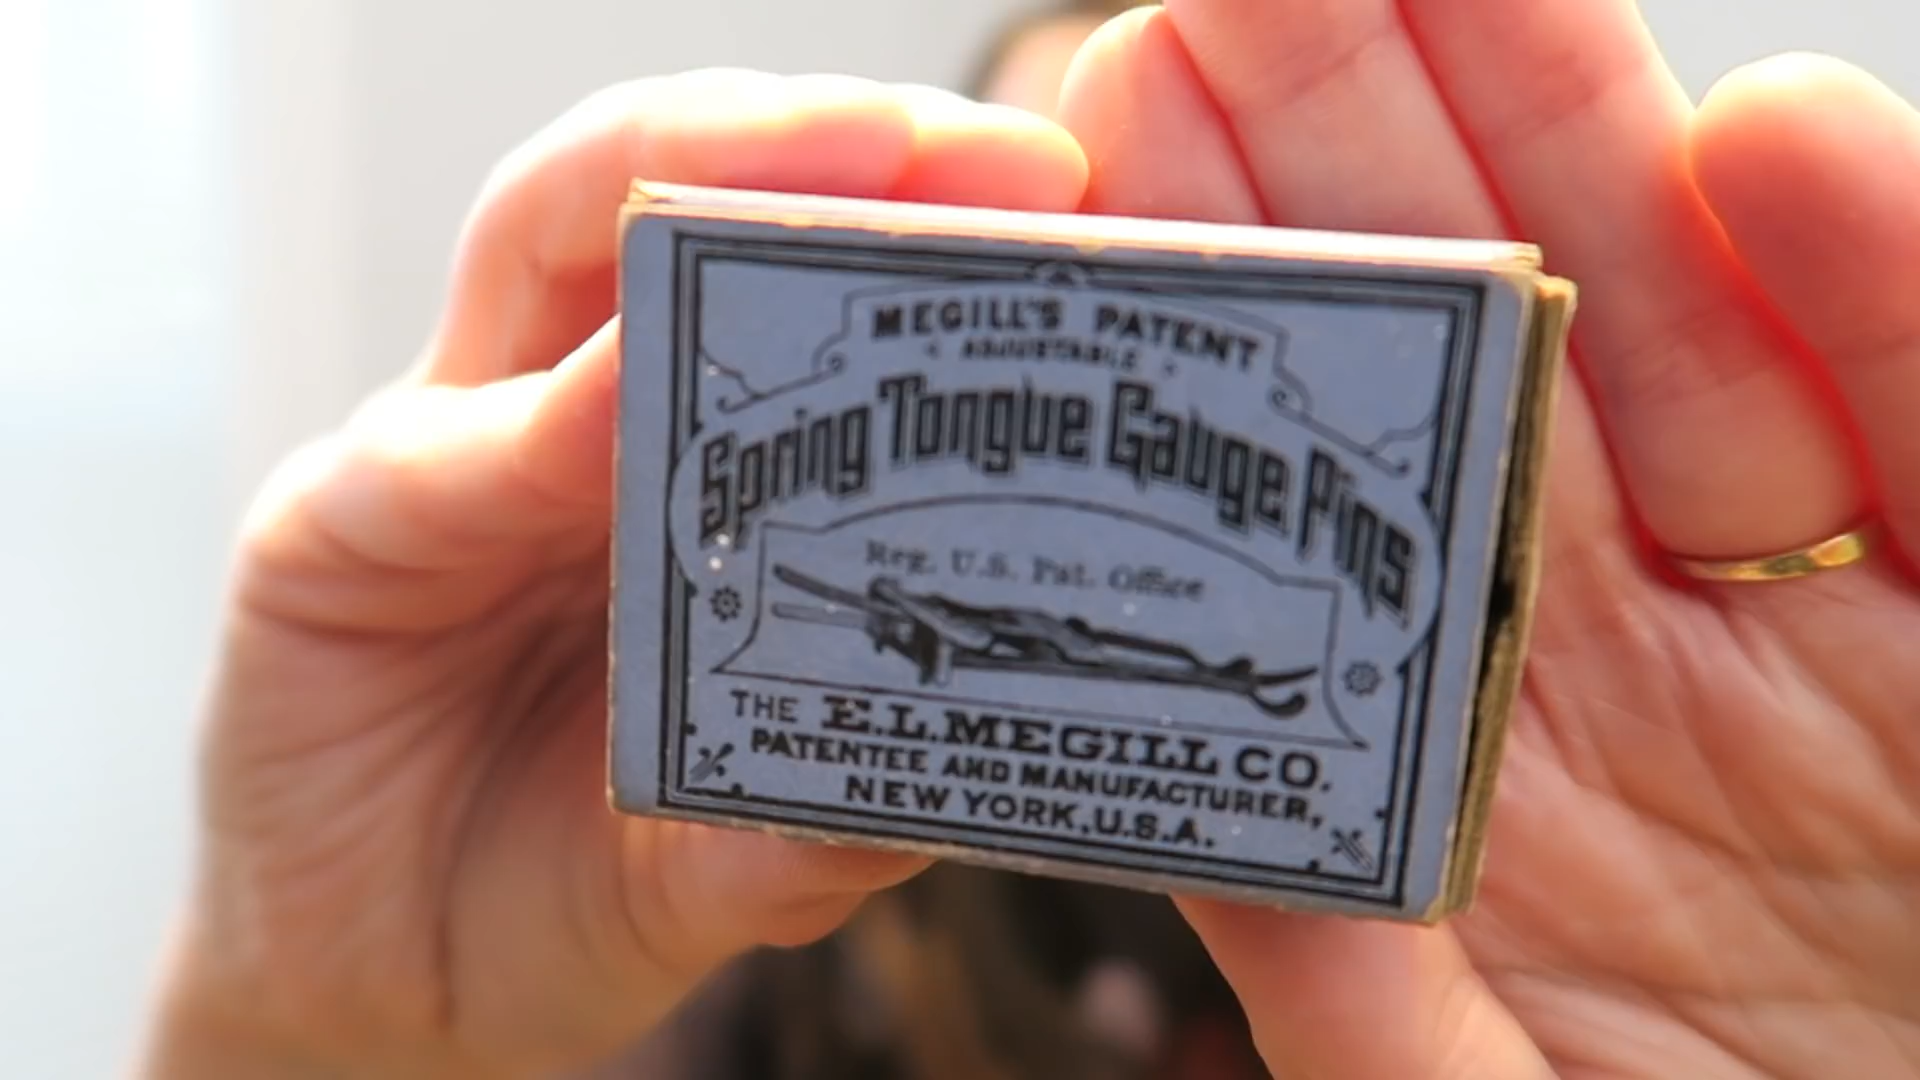 MEGILL'S PATENT
ADJUSTABLE
Spring Tongue Gauge Pins
Reg. U.S. Pat. Office
THE E.L.MEGILL CO.
PATENTEE AND MANUFACTURER,
NEW YORK,U.S.A.